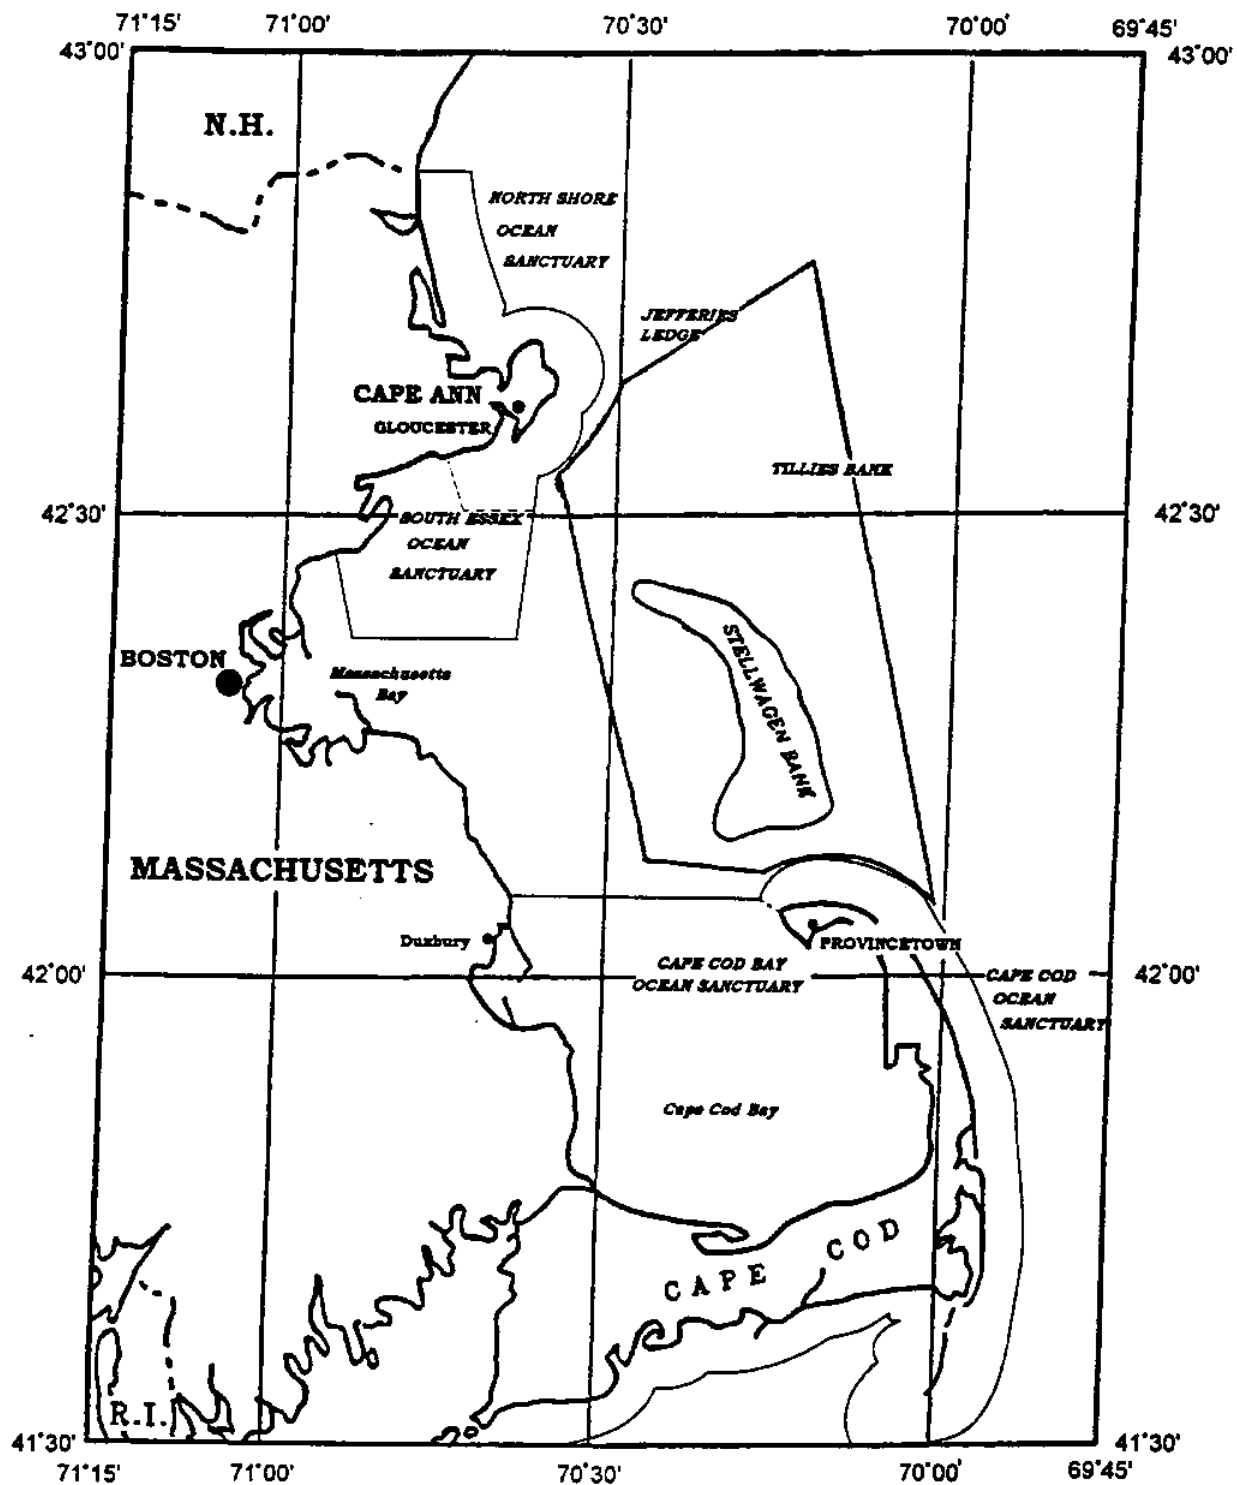 71°15' 71°00' 70°30' 70°00' 69°45'
43°00' 43°00'
N.H.
NORTH SHORE
OCEAN
SANCTUARY
JEFFERIES
LEDGE
CAPE ANN
GLOUCESTER
TILLIES BANK
42°30' 42°30'
SOUTH ESSEX
OCEAN
SANCTUARY
STELLWAGEN BANK
BOSTON
Massachusetts
Bay
MASSACHUSETTS
Duxbury
PROVINCETOWN
CAPE COD BAY
OCEAN SANCTUARY
42°00' 42°00'
CAPE COD
OCEAN
SANCTUARY
Cape Cod Bay
CAPE COD
R.I.
41°30' 41°30'
71°15' 71°00' 70°30' 70°00' 69°45'